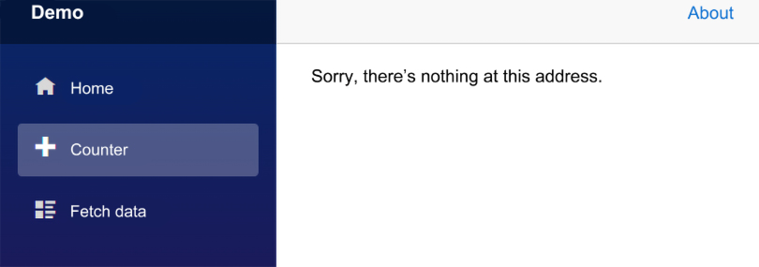 Demo
About
Home
Sorry, there’s nothing at this address.
Counter
Fetch data